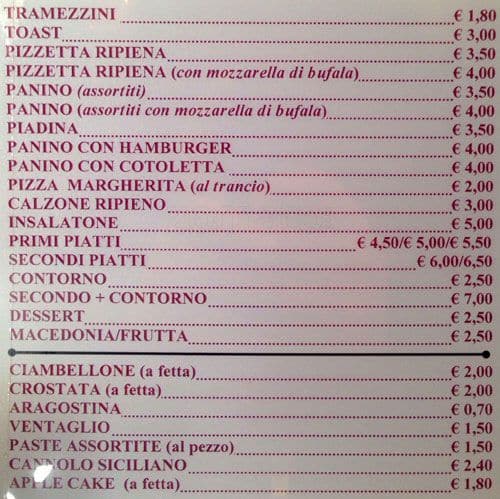 TRAMEZZINI € 1,80
TOAST € 3,00
PIZZETTA RIPIENA € 3,50
PIZZETTA RIPIENA (con mozzarella di bufala) € 4,00
PANINO (assortiti) € 3,50
PANINO (assortiti con mozzarella di bufala) € 4,00
PIADINA € 3,50
PANINO CON HAMBURGER € 4,00
PANINO CON COTOLETTA € 4,00
PIZZA MARGHERITA (al trancio) € 2,00
CALZONE RIPIENO € 3,00
INSALATONE € 5,00
PRIMI PIATTI € 4,50/€ 5,00/€ 5,50
SECONDI PIATTI € 6,00/6,50
CONTORNO € 2,50
SECONDO + CONTORNO € 7,00
DESSERT € 2,50
MACEDONIA/FRUTTA € 2,50
CIAMBELLONE (a fetta) € 2,00
CROSTATA (a fetta) € 2,00
ARAGOSTINA € 0,70
VENTAGLIO € 1,50
PASTE ASSORTITE (al pezzo) € 1,50
CANNOLO SICILIANO € 2,40
APPLE CAKE (a fetta) € 1,80